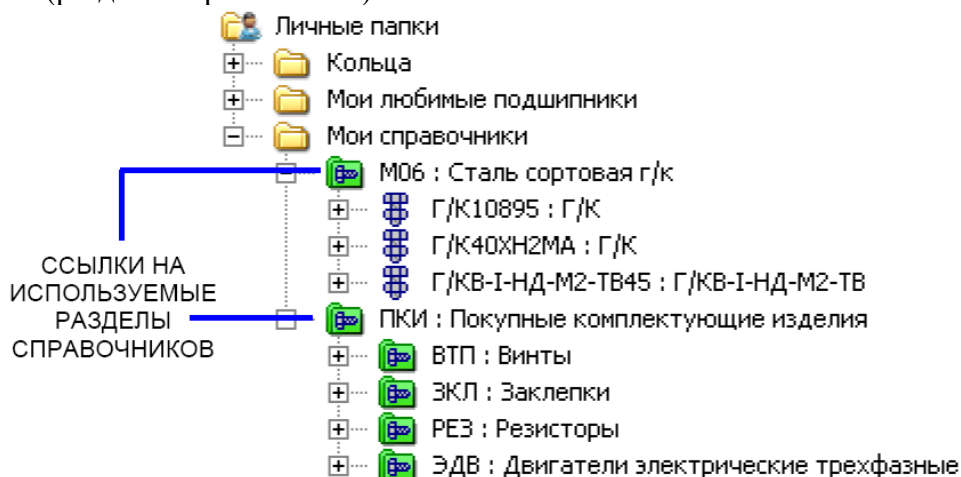 Личные папки
Кольца
Мои любимые подшипники
Мои справочники
М06 : Сталь сортовая г/к
Г/К10895 : Г/К
Г/К40ХН2МА : Г/К
Г/КВ-I-НД-М2-ТВ45 : Г/КВ-I-НД-М2-ТВ
ПКИ : Покупные комплектующие изделия
ВТП : Винты
ЗКЛ : Заклепки
РЕЗ : Резисторы
ЭДВ : Двигатели электрические трехфазные
ССЫЛКИ НА
ИСПОЛЬЗУЕМЫЕ
РАЗДЕЛЫ
СПРАВОЧНИКОВ